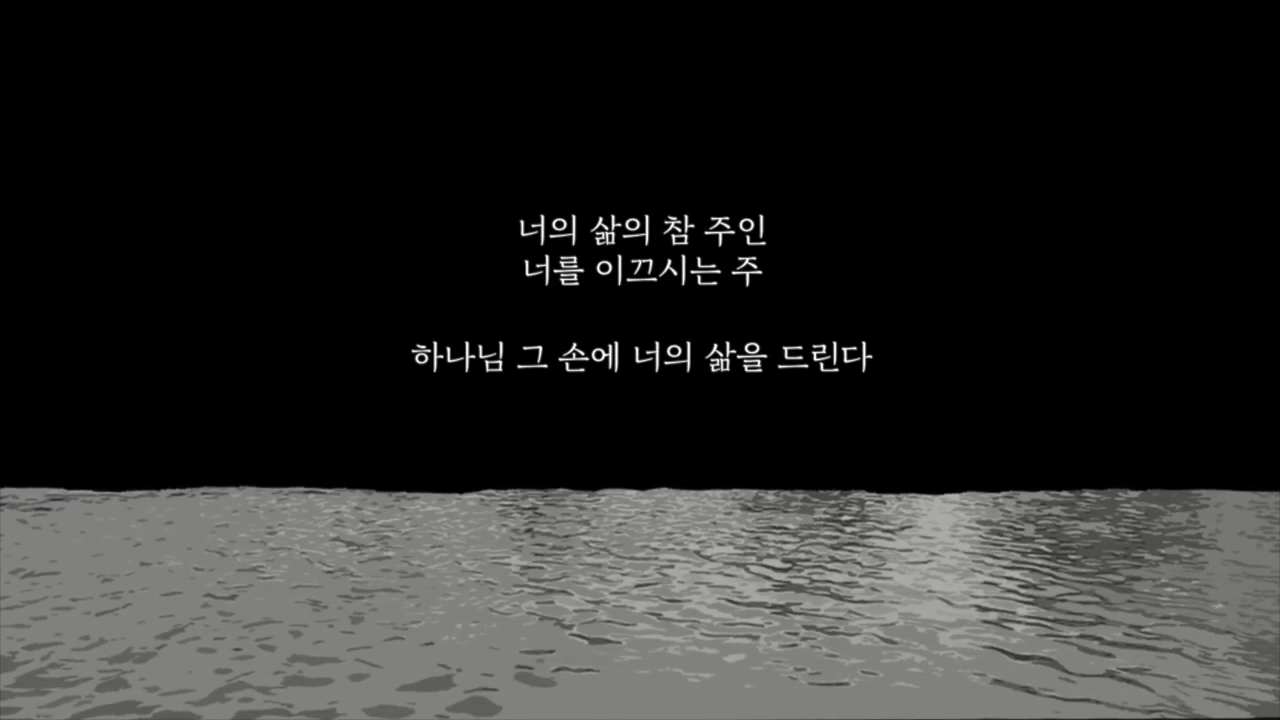 너의 삶의 참 주인
너를 이끄시는 주
하나님 그 손에 너의 삶을 드린다